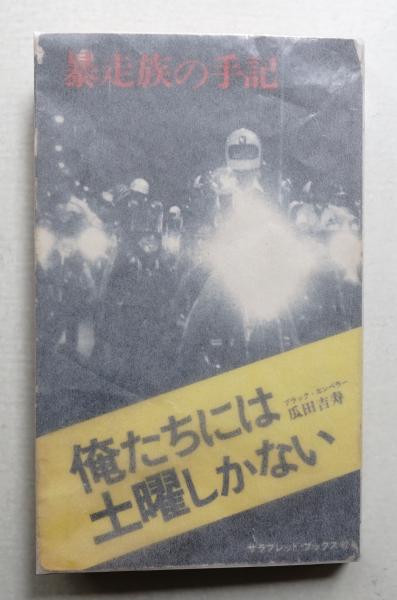 暴走族の手記
俺たちには
土曜しかない
ブラック・エンペラー
瓜田吉寿
サラブレッド・ブックス